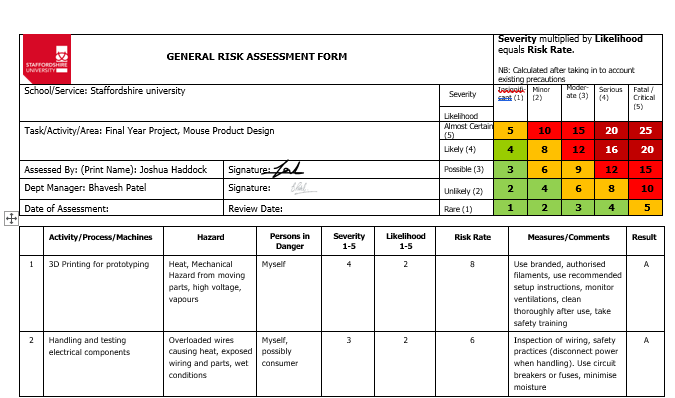 STAFFORDSHIRE
UNIVERSITY
GENERAL RISK ASSESSMENT FORM
Severity multiplied by Likelihood
equals Risk Rate.
NB: Calculated after taking in to account
existing precautions
School/Service: Staffordshire university
Severity
Likelihood
Insignifi-
cant (1)
Minor
(2)
Moder-
ate (3)
Serious
(4)
Fatal /
Critical
(5)
Task/Activity/Area: Final Year Project, Mouse Product Design
Almost Certain
(5)
5 10 15 20 25
Likely (4) 4 8 12 16 20
Assessed By: (Print Name): Joshua Haddock Signature:
Possible (3) 3 6 9 12 15
Dept Manager: Bhavesh Patel Signature:
Unlikely (2) 2 4 6 8 10
Date of Assessment: Review Date:
Rare (1) 1 2 3 4 5
Activity/Process/Machines Hazard Persons in
Danger Severity
1-5 Likelihood
1-5 Risk Rate Measures/Comments Result
1 3D Printing for prototyping
Heat, Mechanical
Hazard from moving
parts, high voltage,
vapours
Myself
4 2 8
Use branded, authorised
filaments, use recommended
setup instructions, monitor
ventilations, clean
thoroughly after use, take
safety training
A
2 Handling and testing
electrical components
Overloaded wires
causing heat, exposed
wiring and parts, wet
conditions
Myself,
possibly
consumer
3 2 6
Inspection of wiring, safety
practices (disconnect power
when handling). Use circuit
breakers or fuses, minimise
moisture
A